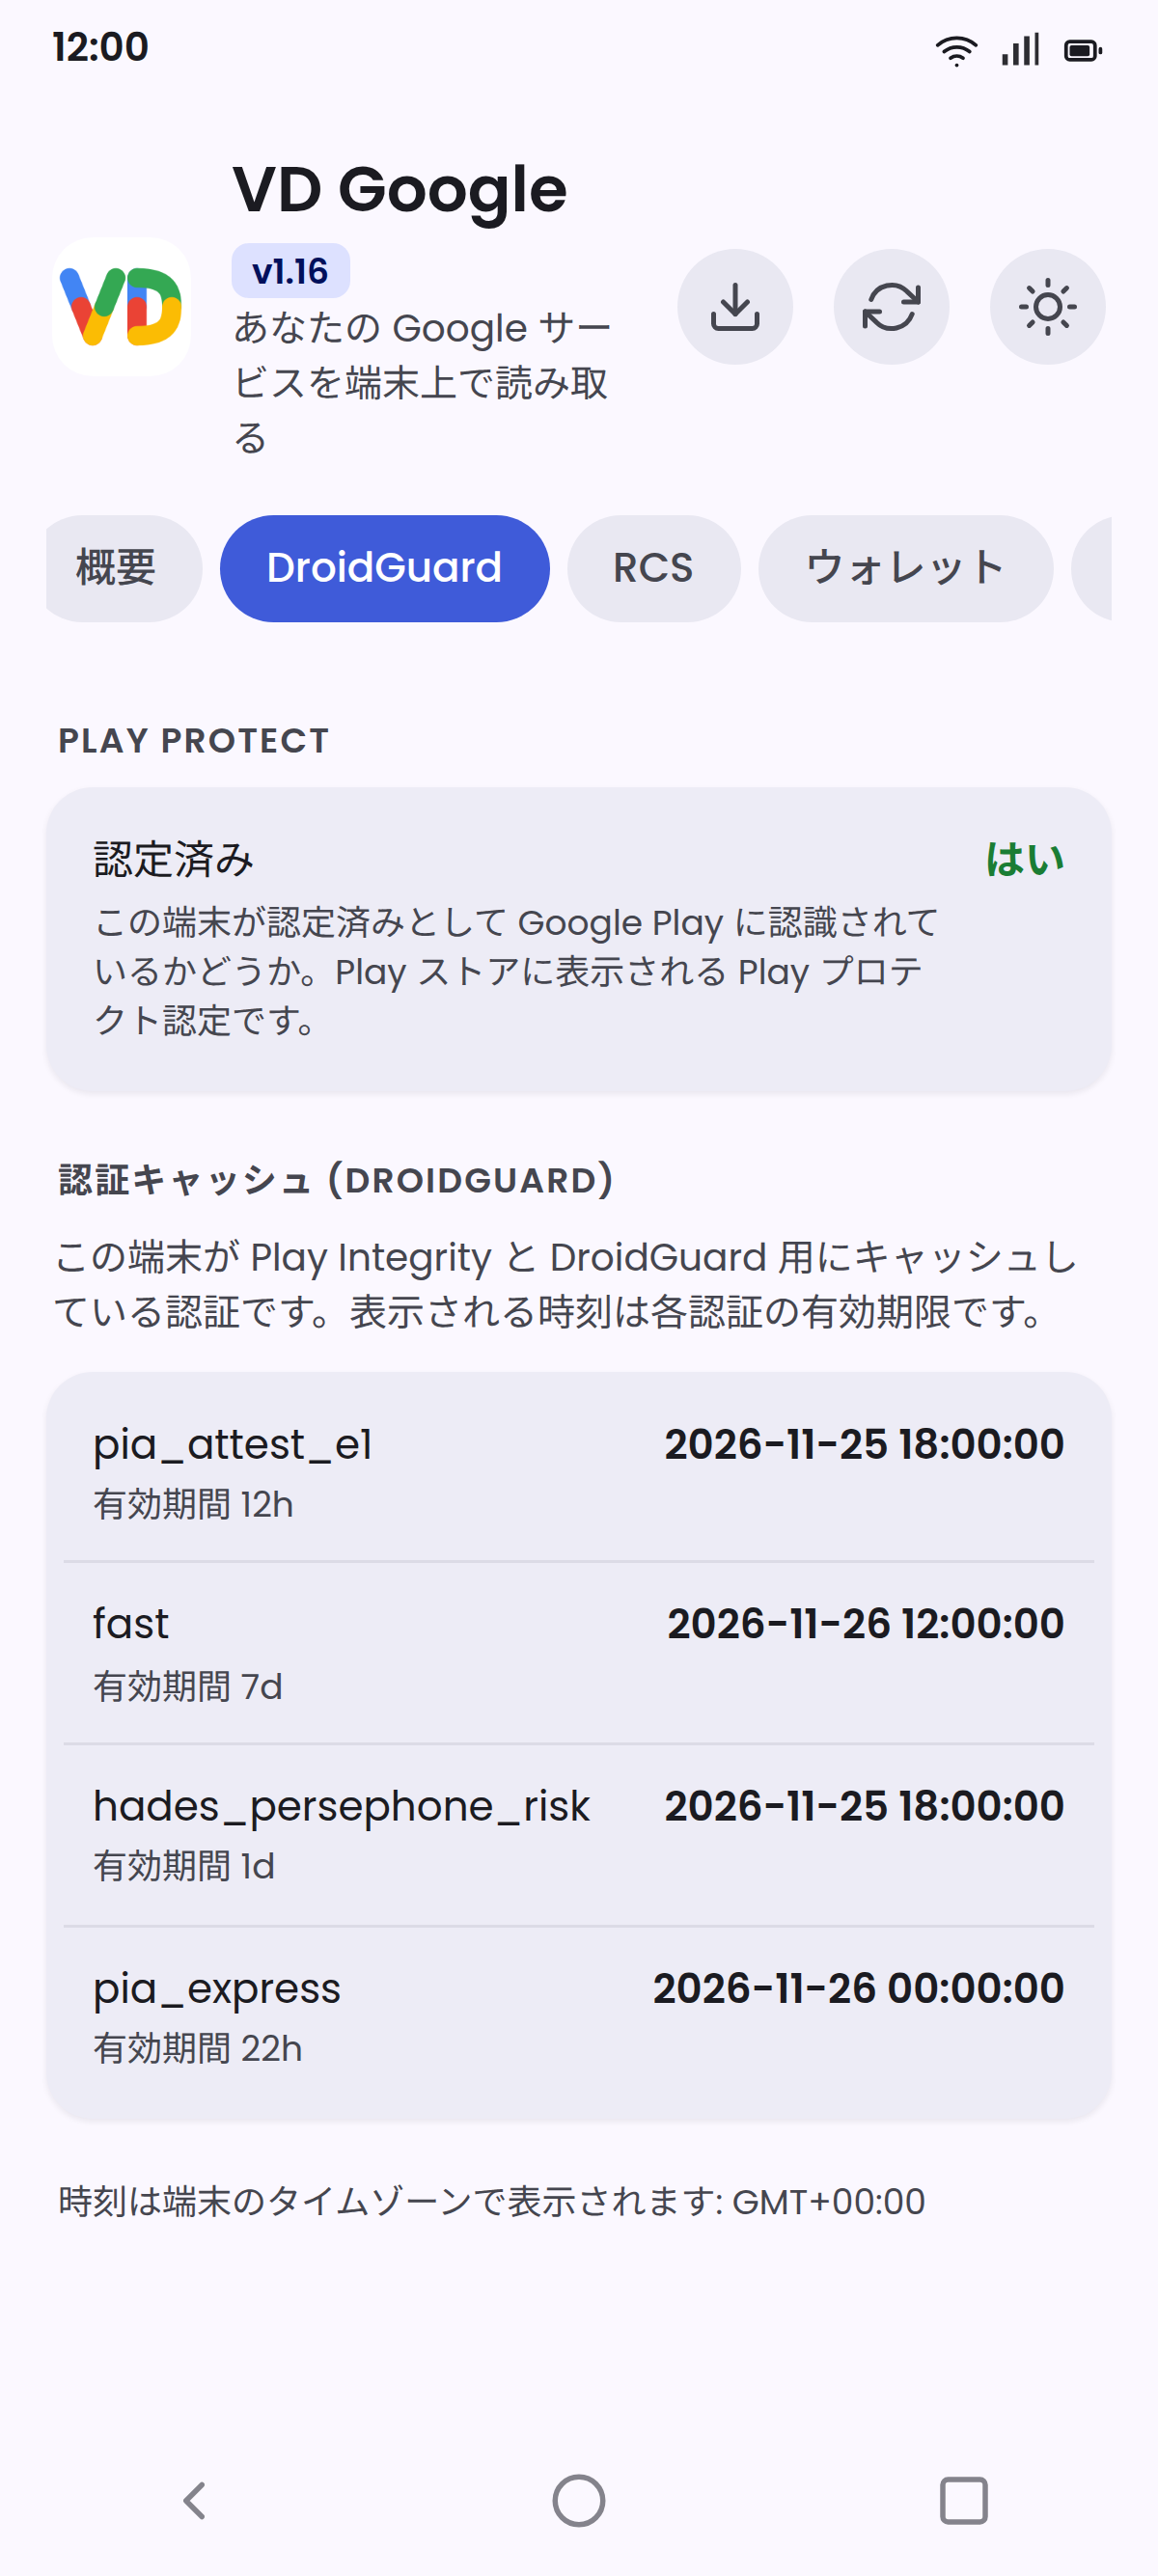 12:00
VD Google
VD
v1.16
あなたの Google サー
ビスを端末上で読み取
る
概要
DroidGuard
RCS
ウォレット
PLAY PROTECT
認定済み
はい
この端末が認定済みとして Google Play に認識されて
いるかどうか。Play ストアに表示される Play プロテ
クト認定です。
認証キャッシュ (DROIDGUARD)
この端末が Play Integrity と DroidGuard 用にキャッシュし
ている認証です。表示される時刻は各認証の有効期限です。
pia_attest_e1
2026-11-25 18:00:00
有効期間 12h
fast
2026-11-26 12:00:00
有効期間 7d
hades_persephone_risk
2026-11-25 18:00:00
有効期間 1d
pia_express
2026-11-26 00:00:00
有効期間 22h
時刻は端末のタイムゾーンで表示されます: GMT+00:00